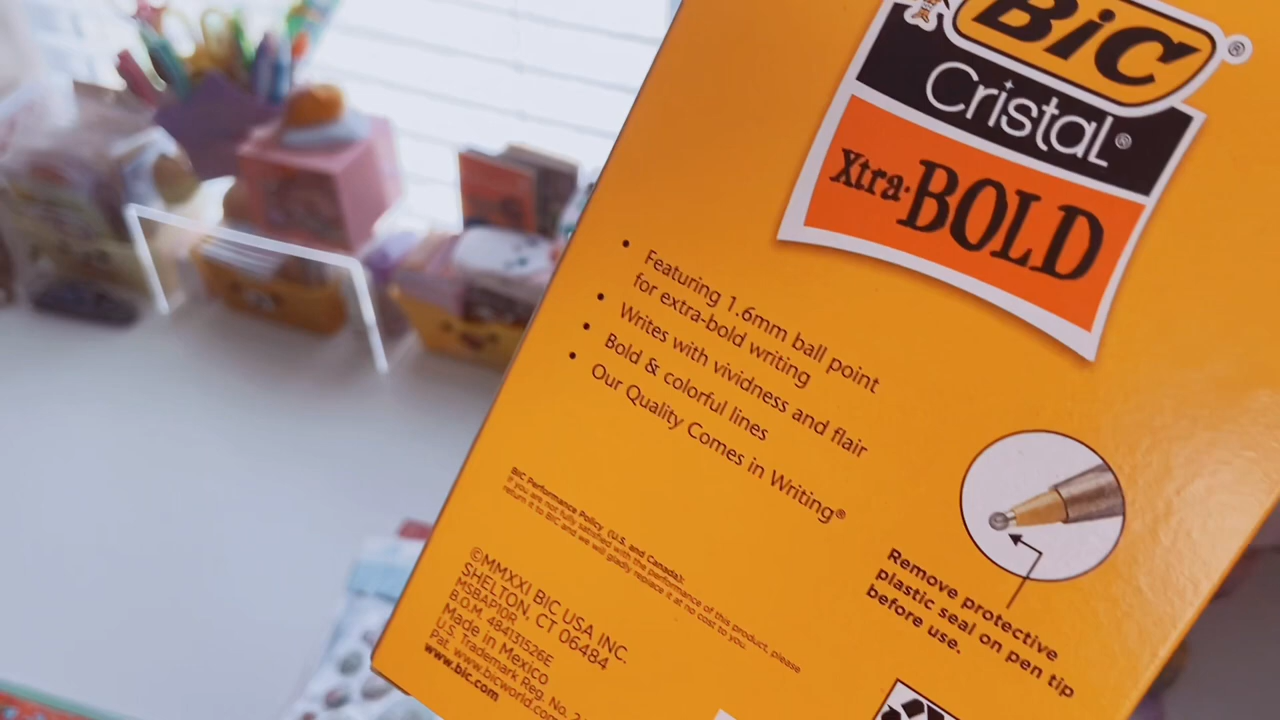 BiC®
Cristal®
Xtra-BOLD
• Featuring 1.6mm ball point
for extra-bold writing
• Writes with vividness and flair
• Bold & colorful lines
• Our Quality Comes in Writing®
BIC Performance Policy (U.S. and Canada):
If you are not fully satisfied with the performance of this product, please
return it to BIC and we will gladly replace it at no cost to you.
Remove protective
plastic seal on pen tip
before use.
©MMXXI BIC USA INC.
SHELTON, CT 06484
MSBAP10R
B.O.M. 484131526E
Made in Mexico
U.S. Trademark Reg. No.
Pat. www.bicworld.com
www.bic.com